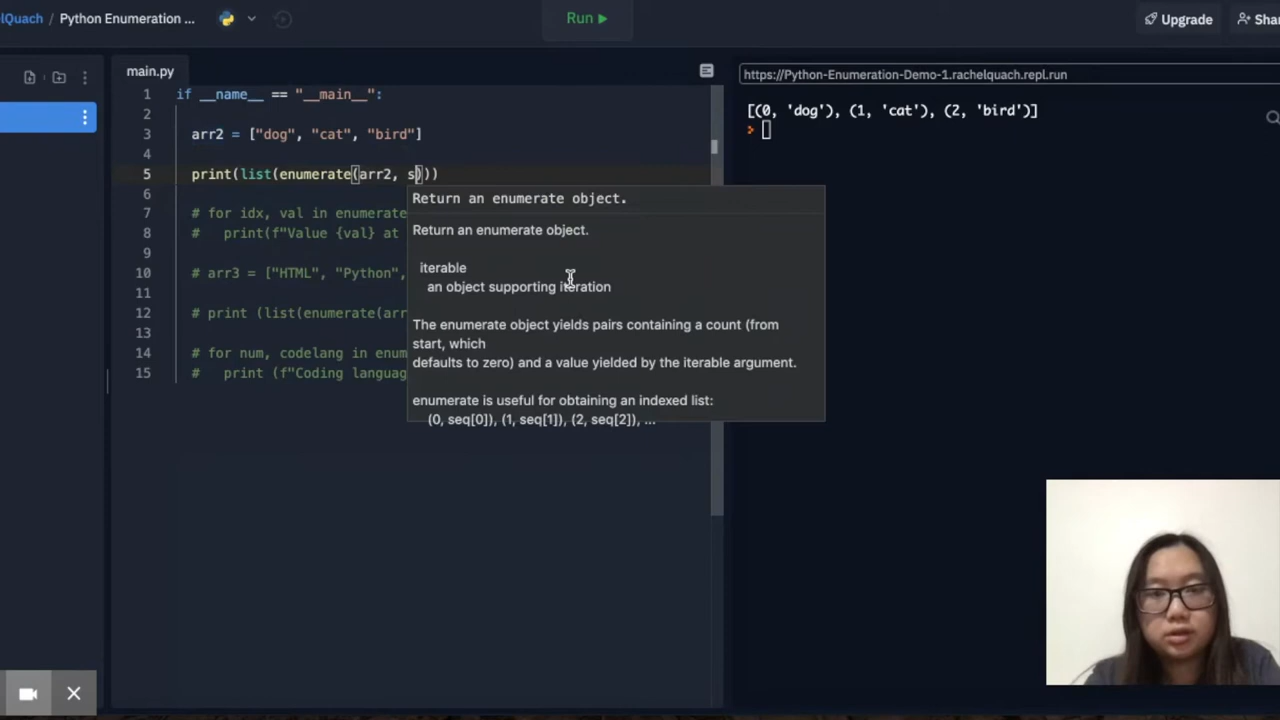 elQuach / Python Enumeration ...
Run
Upgrade
Shar
main.py
1 if __name__ == "__main__":
2
3 arr2 = ["dog", "cat", "bird"]
4
5 print(list(enumerate(arr2, s)))
6
7 # for idx, val in enumerate
8 # print(f"Value {val} at
9
10 # arr3 = ["HTML", "Python",
11
12 # print (list(enumerate(arr
13
14 # for num, codelang in enum
15 # print (f"Coding languag
Return an enumerate object.
Return an enumerate object.
iterable
an object supporting iteration
The enumerate object yields pairs containing a count (from
start, which
defaults to zero) and a value yielded by the iterable argument.
enumerate is useful for obtaining an indexed list:
(0, seq[0]), (1, seq[1]), (2, seq[2]), ...
https://Python-Enumeration-Demo-1.rachelquach.repl.run
[(0, 'dog'), (1, 'cat'), (2, 'bird')]